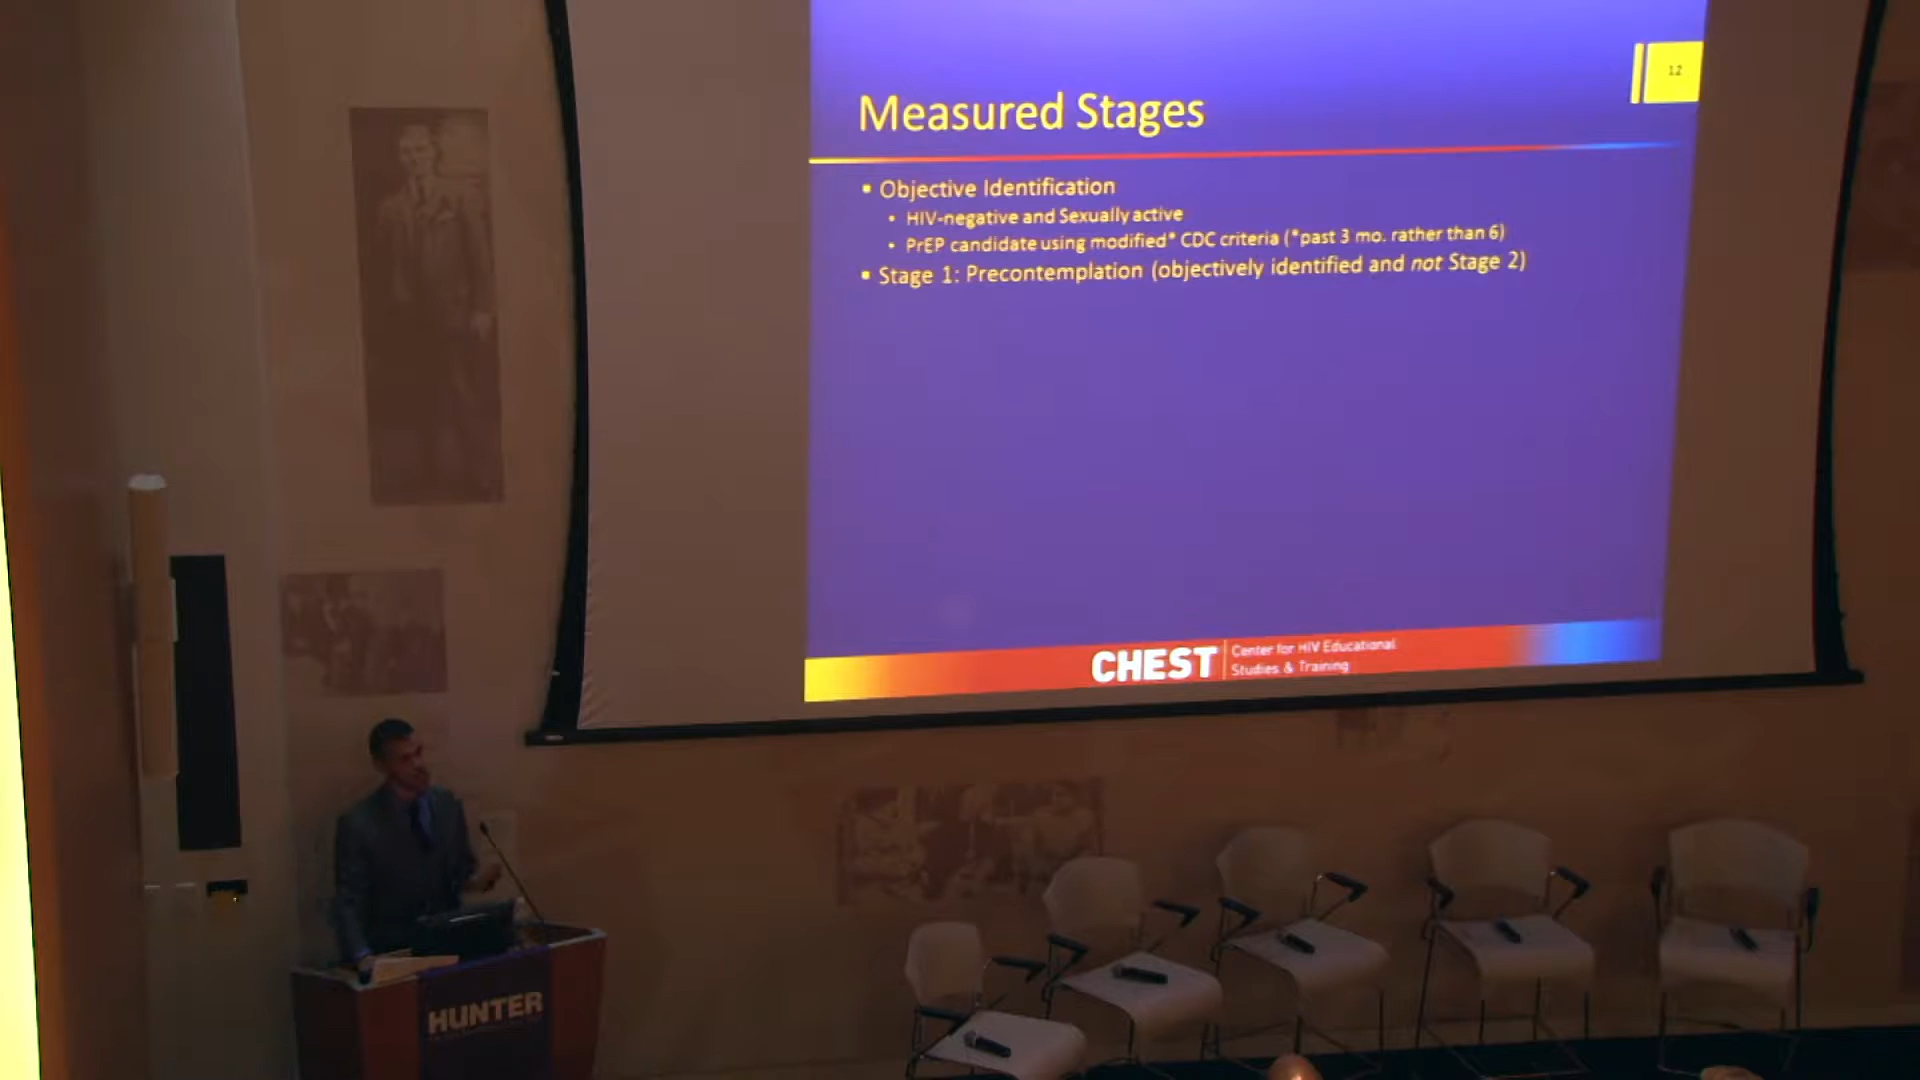 12
Measured Stages
▪ Objective Identification
• HIV-negative and Sexually active
• PrEP candidate using modified* CDC criteria (*past 3 mo. rather than 6)
▪ Stage 1: Precontemplation (objectively identified and not Stage 2)
CHEST
Center for HIV Educational
Studies & Training
HUNTER